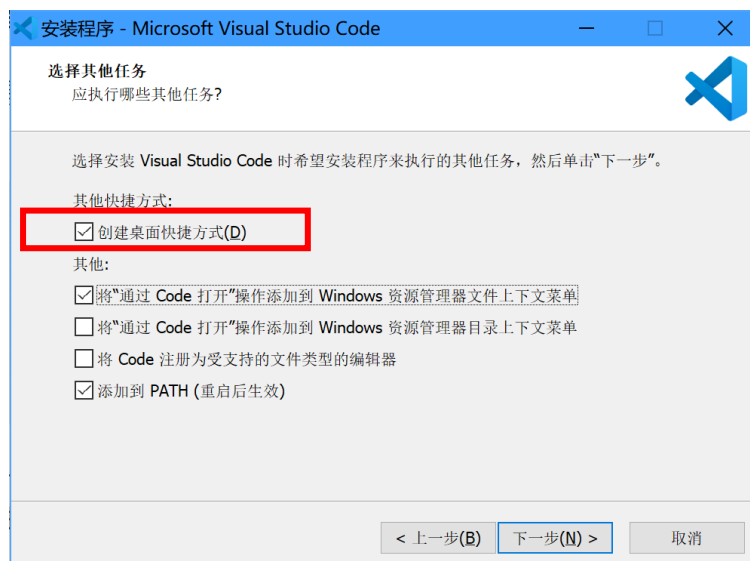 安装程序 - Microsoft Visual Studio Code
选择其他任务
应执行哪些其他任务?
选择安装 Visual Studio Code 时希望安装程序来执行的其他任务，然后单击“下一步”。
其他快捷方式:
创建桌面快捷方式(D)
其他:
将“通过 Code 打开”操作添加到 Windows 资源管理器文件上下文菜单
将“通过 Code 打开”操作添加到 Windows 资源管理器目录上下文菜单
将 Code 注册为受支持的文件类型的编辑器
添加到 PATH (重启后生效)
< 上一步(B) 下一步(N) > 取消